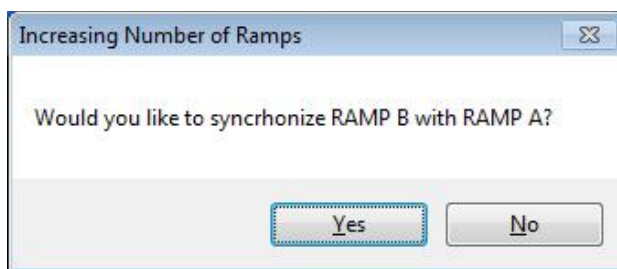 Increasing Number of Ramps
Would you like to syncrhonize RAMP B with RAMP A?
Yes
No